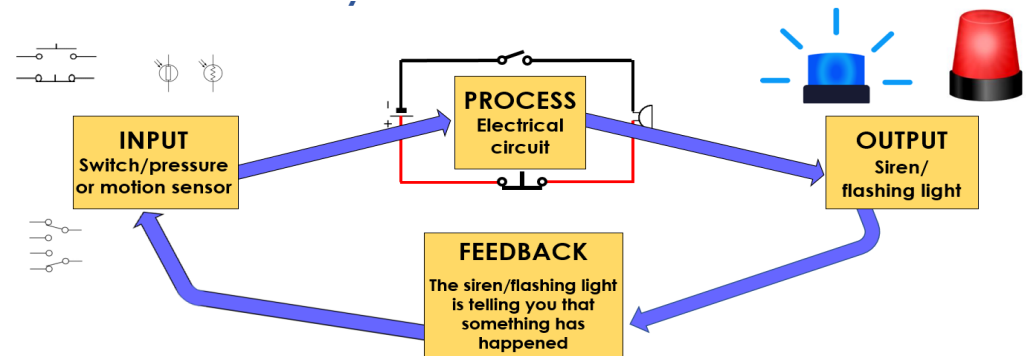 INPUT
Switch/pressure
or motion sensor
PROCESS
Electrical
circuit
OUTPUT
Siren/
flashing light
FEEDBACK
The siren/flashing light
is telling you that
something has
happened
−
+